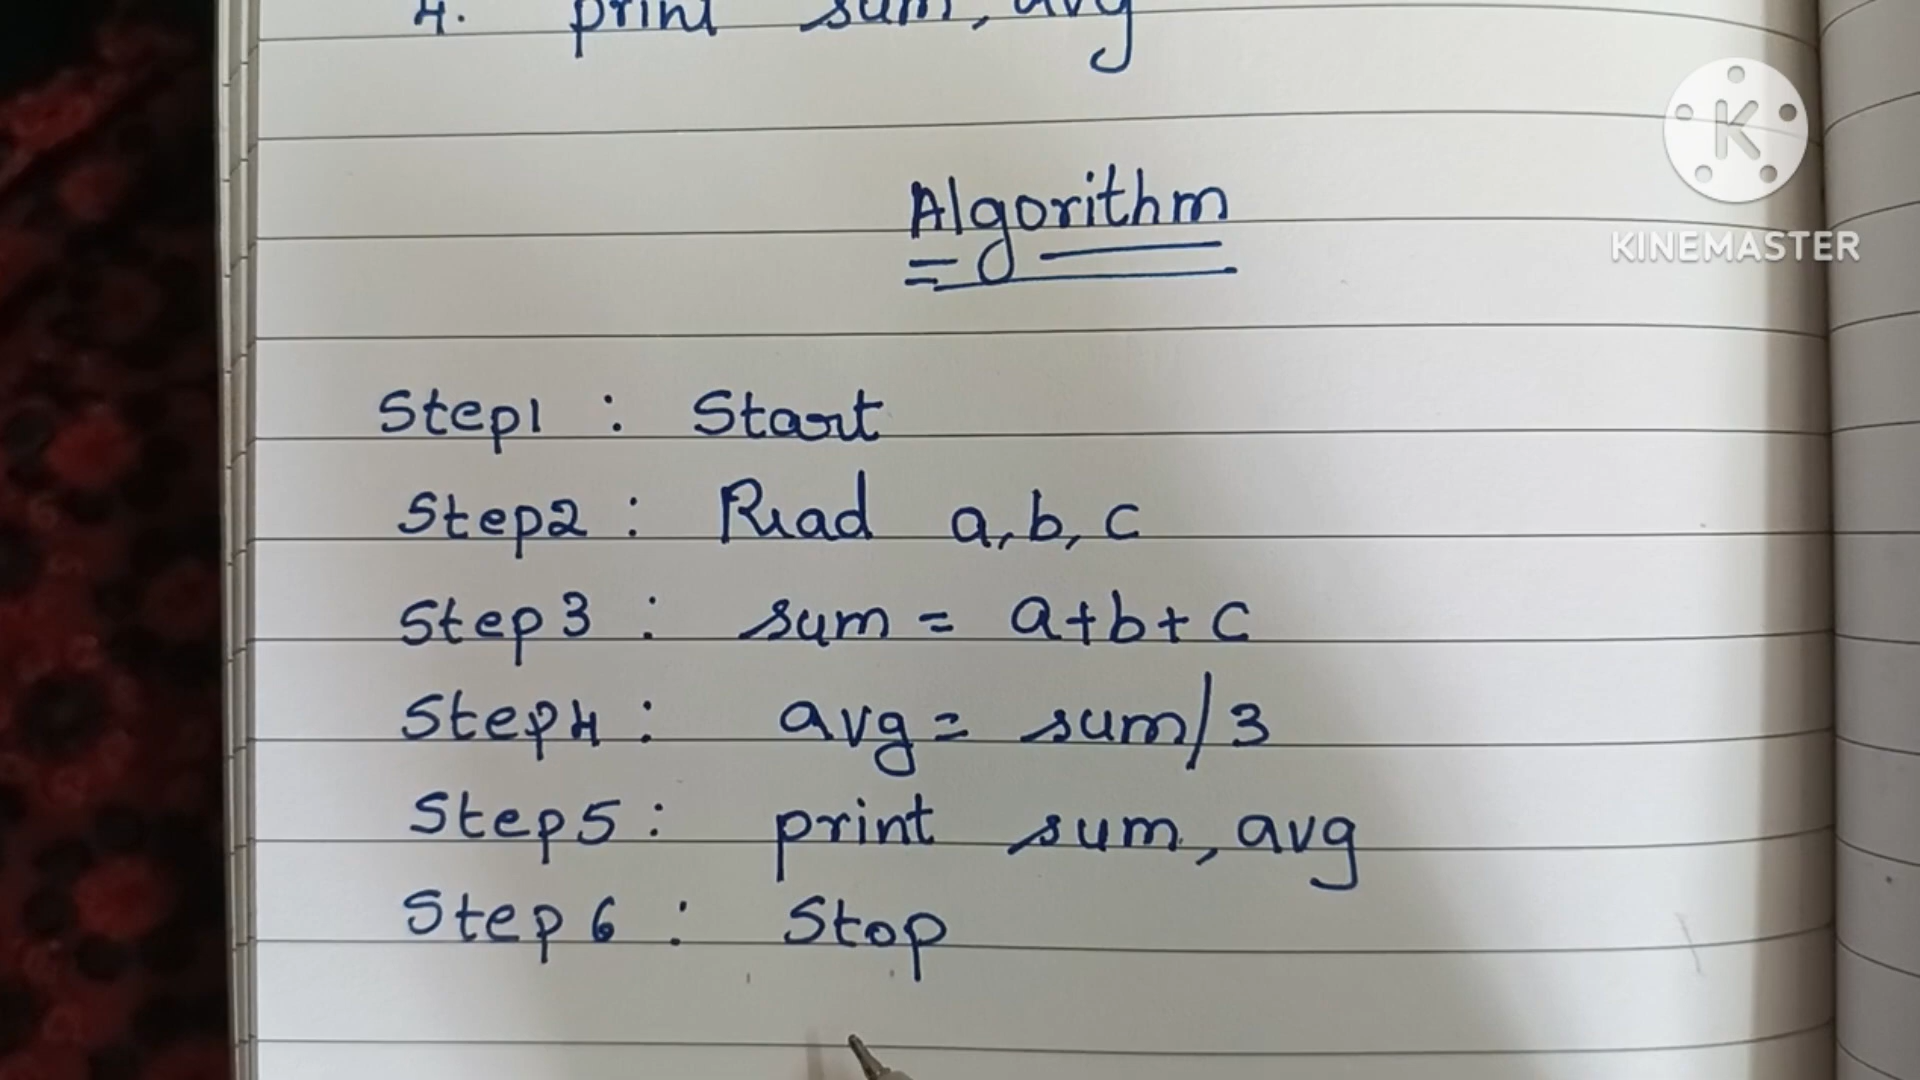 4. print sum, avg
Algorithm
KINEMASTER
Step1 : Start
Step2 : Read a, b, c
Step3 : sum = a+b+c
Step4 : avg = sum/3
Step5 : print sum, avg
Step6 : Stop